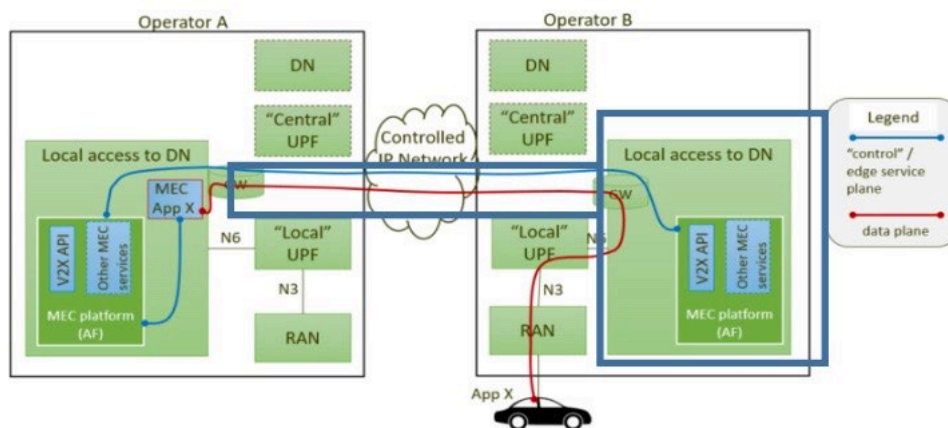 Operator A
DN
"Central"
UPF
Local access to DN
GW
MEC
App X
V2X API
Other MEC
services
MEC platform
(AF)
N6
"Local"
UPF
N3
RAN
Controlled
IP Network
Operator B
DN
"Central"
UPF
Local access to DN
GW
"Local"
UPF
N6
N3
RAN
App X
V2X API
Other MEC
services
MEC platform
(AF)
Legend
"control" /
edge service
plane
data plane